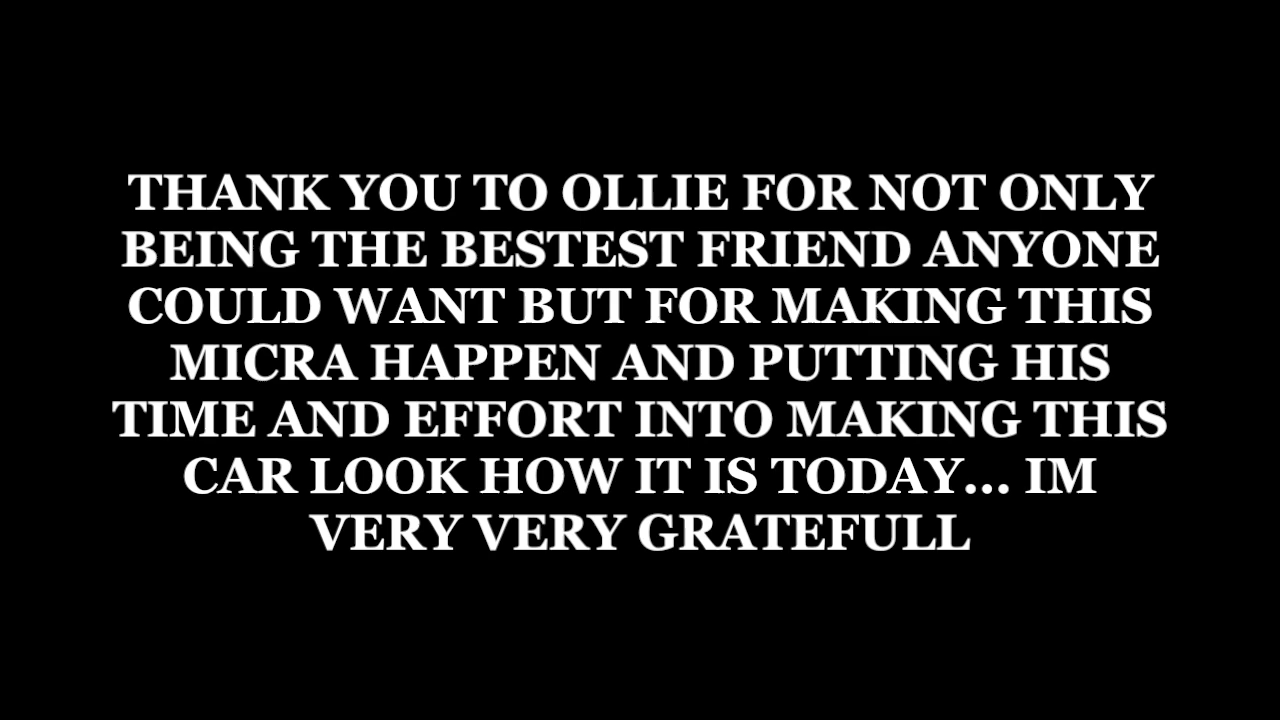 THANK YOU TO OLLIE FOR NOT ONLY
BEING THE BESTEST FRIEND ANYONE
COULD WANT BUT FOR MAKING THIS
MICRA HAPPEN AND PUTTING HIS
TIME AND EFFORT INTO MAKING THIS
CAR LOOK HOW IT IS TODAY... IM
VERY VERY GRATEFULL